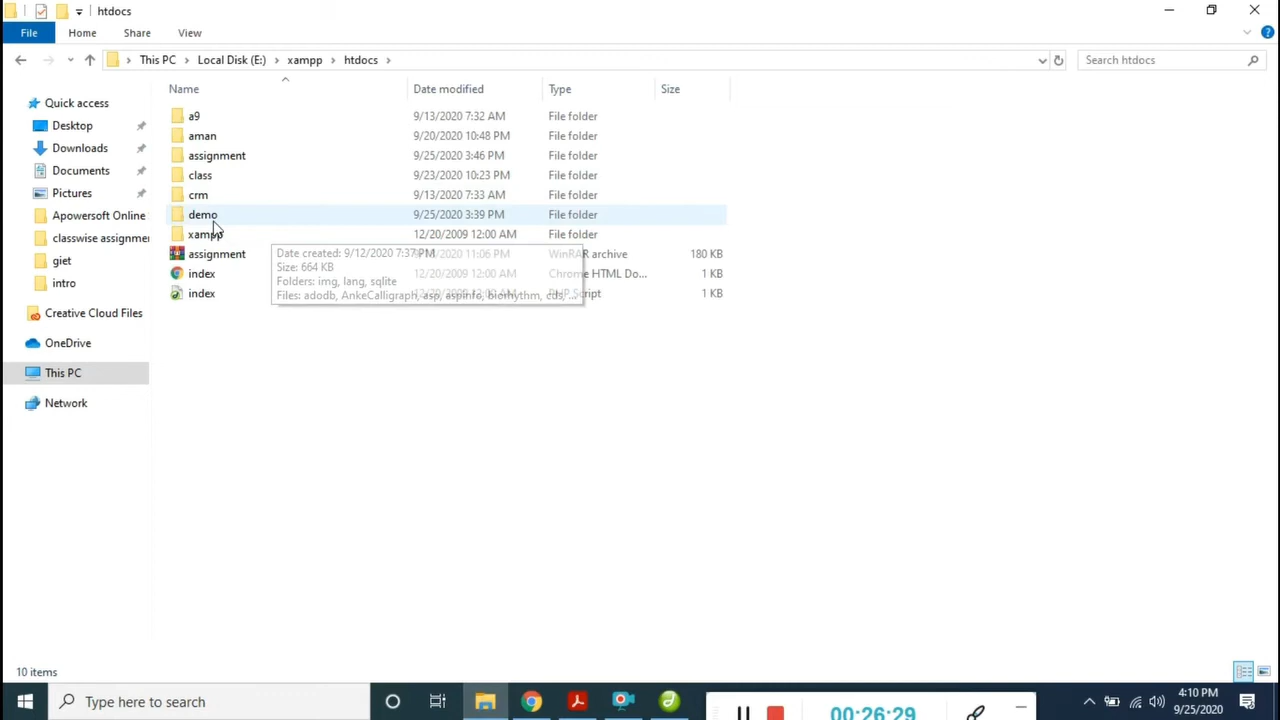 htdocs
File Home Share View
This PC Local Disk (E:) xampp htdocs
Search htdocs
Name Date modified Type Size
Quick access
Desktop
Downloads
Documents
Pictures
Apowersoft Online
classwise assignme
giet
intro
Creative Cloud Files
OneDrive
This PC
Network
a9 9/13/2020 7:32 AM File folder
aman 9/20/2020 10:48 PM File folder
assignment 9/25/2020 3:46 PM File folder
class 9/23/2020 10:23 PM File folder
crm 9/13/2020 7:33 AM File folder
demo 9/25/2020 3:39 PM File folder
xampp 12/20/2009 12:00 AM File folder
assignment /2020 11:06 PM WinRAR archive 180 KB
index 12/20/2009 12:00 AM Chrome HTML Do... 1 KB
index 12/20/2009 12:00 AM PHP Script 1 KB
Date created: 9/12/2020 7:37 PM
Size: 664 KB
Folders: img, lang, sqlite
Files: adodb, AnkeCalligraph, asp, aspinfo, biorhythm, cds, ...
10 items
Type here to search
00:26:29
4:10 PM
9/25/2020